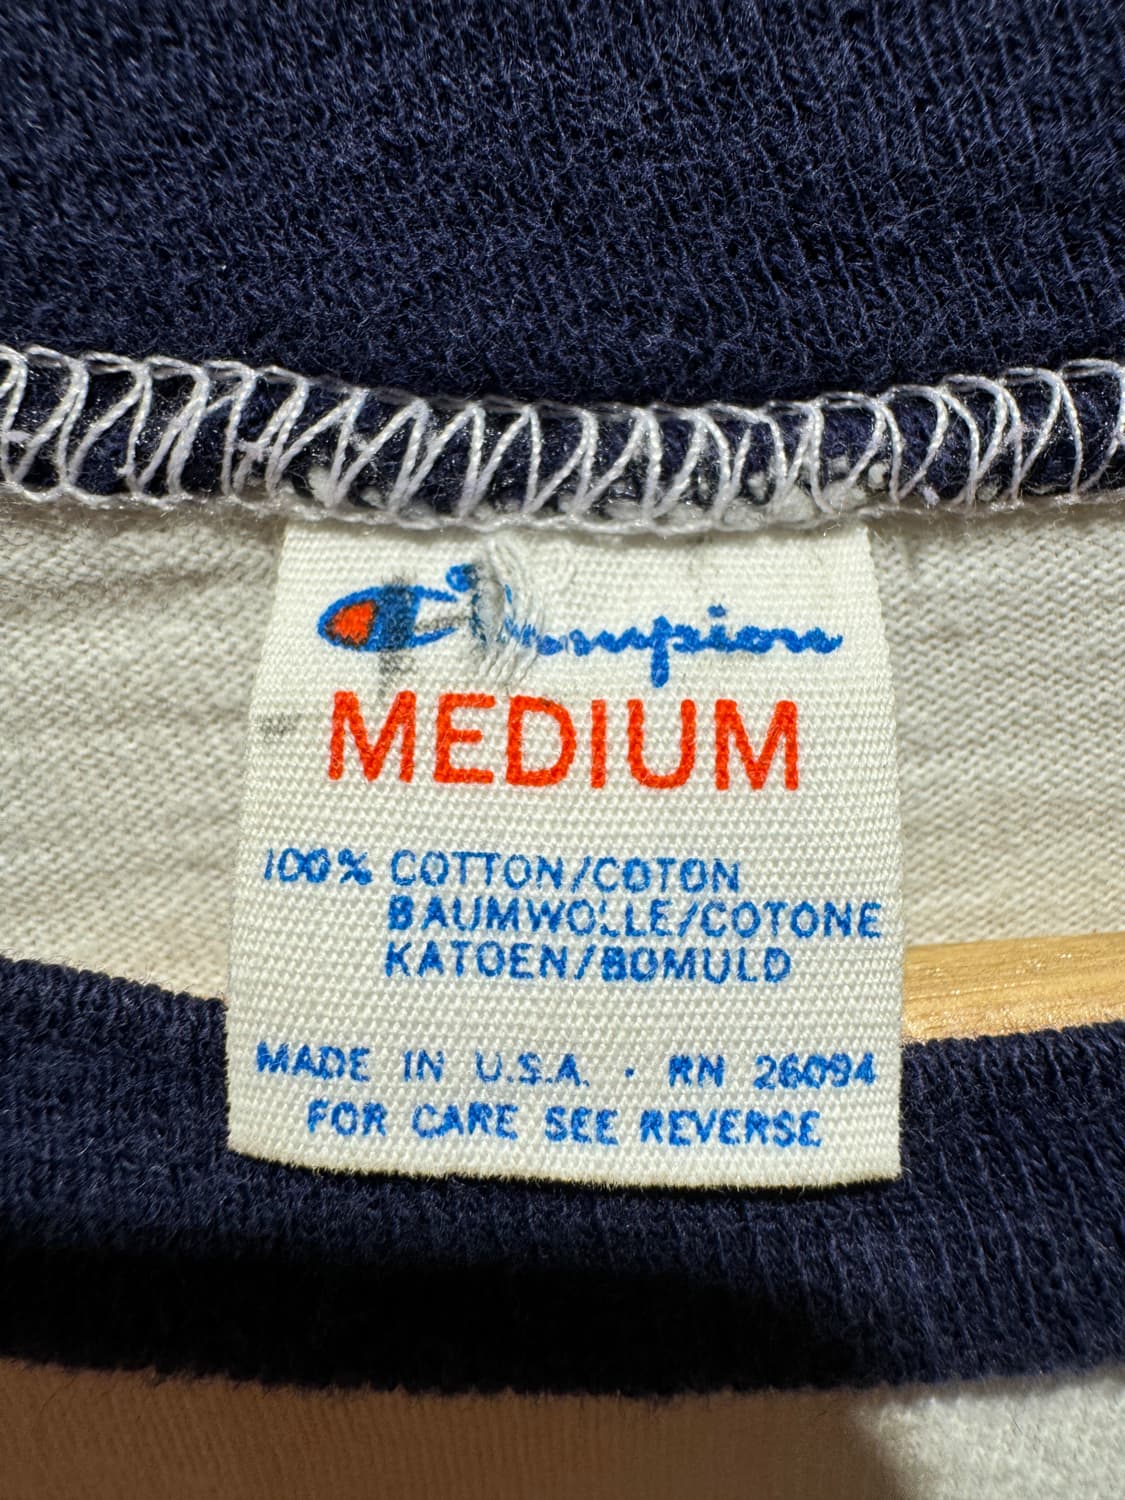 Champion
MEDIUM
100% COTTON/COTON
BAUMWOLLE/COTONE
KATOEN/BOMULD
MADE IN U.S.A. · RN 26094
FOR CARE SEE REVERSE